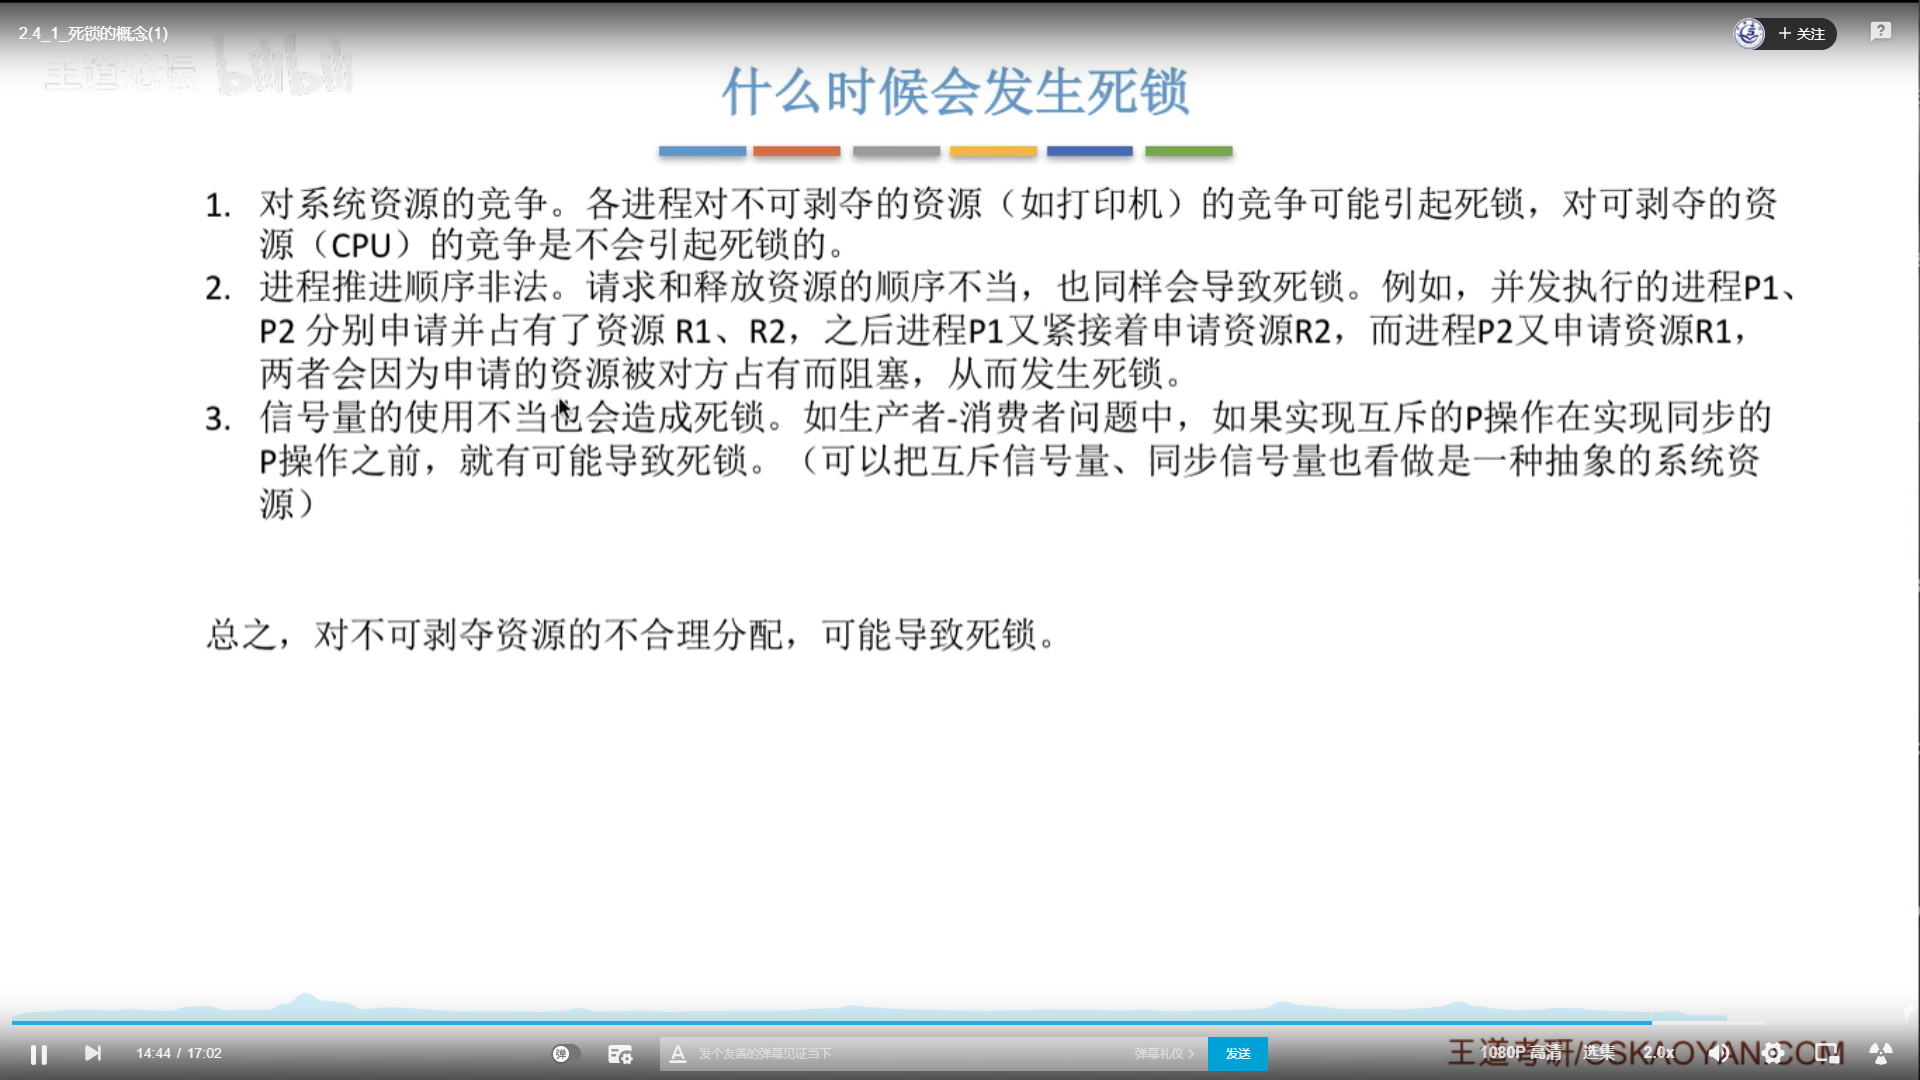 2.4_1_死锁的概念(1)
+ 关注
王道论坛 bilibili
什么时候会发生死锁
1. 对系统资源的竞争。各进程对不可剥夺的资源（如打印机）的竞争可能引起死锁，对可剥夺的资
源（CPU）的竞争是不会引起死锁的。
2. 进程推进顺序非法。请求和释放资源的顺序不当，也同样会导致死锁。例如，并发执行的进程P1、
P2 分别申请并占有了资源 R1、R2，之后进程P1又紧接着申请资源R2，而进程P2又申请资源R1，
两者会因为申请的资源被对方占有而阻塞，从而发生死锁。
3. 信号量的使用不当也会造成死锁。如生产者-消费者问题中，如果实现互斥的P操作在实现同步的
P操作之前，就有可能导致死锁。（可以把互斥信号量、同步信号量也看做是一种抽象的系统资
源）
总之，对不可剥夺资源的不合理分配，可能导致死锁。
14:44 / 17:02
弹
A 发个友善的弹幕见证当下
弹幕礼仪 >
发送
王道考研/CSKAOYAN.COM
1080P 高清 选集 2.0x